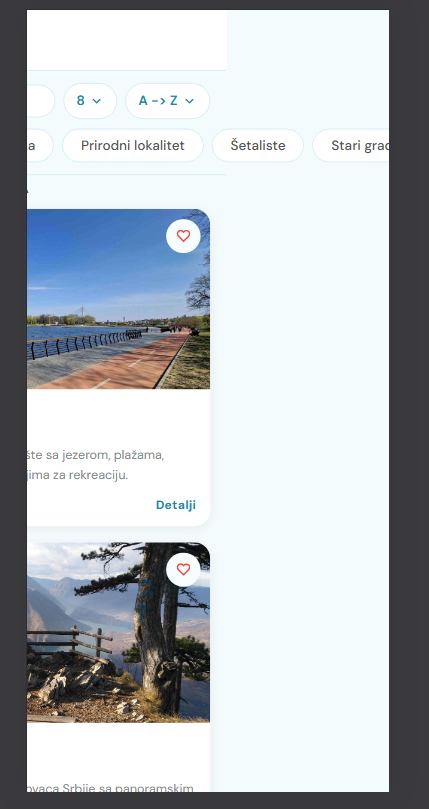 8
A -> Z
a
Prirodni lokalitet
Šetaliste
Stari grad
šte sa jezerom, plažama,
jima za rekreaciju.
Detalji
ovaca Srbije sa panoramskim